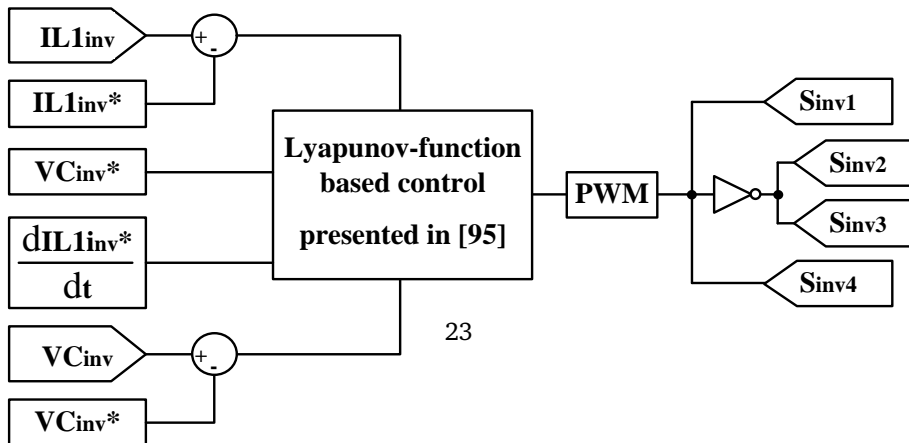 IL1inv
+
-
IL1inv*
VCinv*
dIL1inv*
dt
VCinv
+
-
VCinv*
Lyapunov-function
based control
presented in [95]
23
PWM
Sinv1
Sinv2
Sinv3
Sinv4